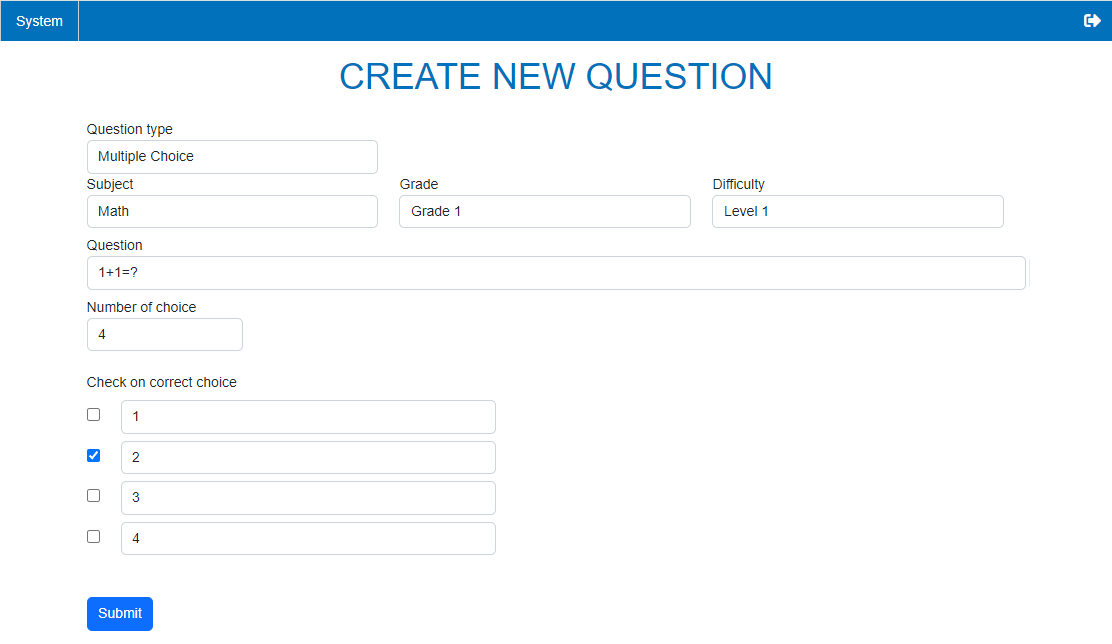 System
CREATE NEW QUESTION
Question type
Multiple Choice
Subject Grade Difficulty
Math Grade 1 Level 1
Question
1+1=?
Number of choice
4
Check on correct choice
1
2
3
4
Submit